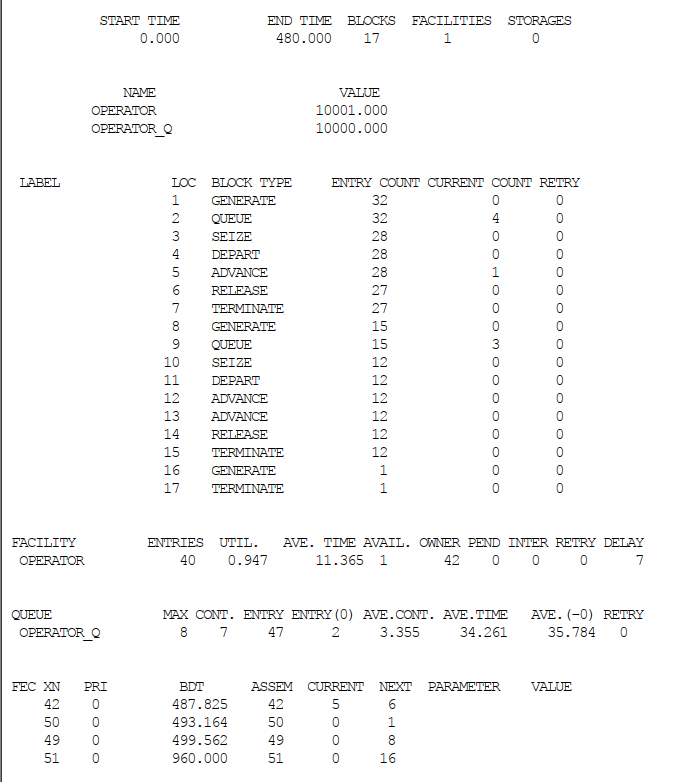 START TIME END TIME BLOCKS FACILITIES STORAGES
0.000 480.000 17 1 0
NAME VALUE
OPERATOR 10001.000
OPERATOR_Q 10000.000
LABEL LOC BLOCK TYPE ENTRY COUNT CURRENT COUNT RETRY
1 GENERATE 32 0 0
2 QUEUE 32 4 0
3 SEIZE 28 0 0
4 DEPART 28 0 0
5 ADVANCE 28 1 0
6 RELEASE 27 0 0
7 TERMINATE 27 0 0
8 GENERATE 15 0 0
9 QUEUE 15 3 0
10 SEIZE 12 0 0
11 DEPART 12 0 0
12 ADVANCE 12 0 0
13 ADVANCE 12 0 0
14 RELEASE 12 0 0
15 TERMINATE 12 0 0
16 GENERATE 1 0 0
17 TERMINATE 1 0 0
FACILITY ENTRIES UTIL. AVE. TIME AVAIL. OWNER PEND INTER RETRY DELAY
OPERATOR 40 0.947 11.365 1 42 0 0 0 7
QUEUE MAX CONT. ENTRY ENTRY(0) AVE.CONT. AVE.TIME AVE.(-0) RETRY
OPERATOR_Q 8 7 47 2 3.355 34.261 35.784 0
FEC XN PRI BDT ASSEM CURRENT NEXT PARAMETER VALUE
42 0 487.825 42 5 6
50 0 493.164 50 0 1
49 0 499.562 49 0 8
51 0 960.000 51 0 16